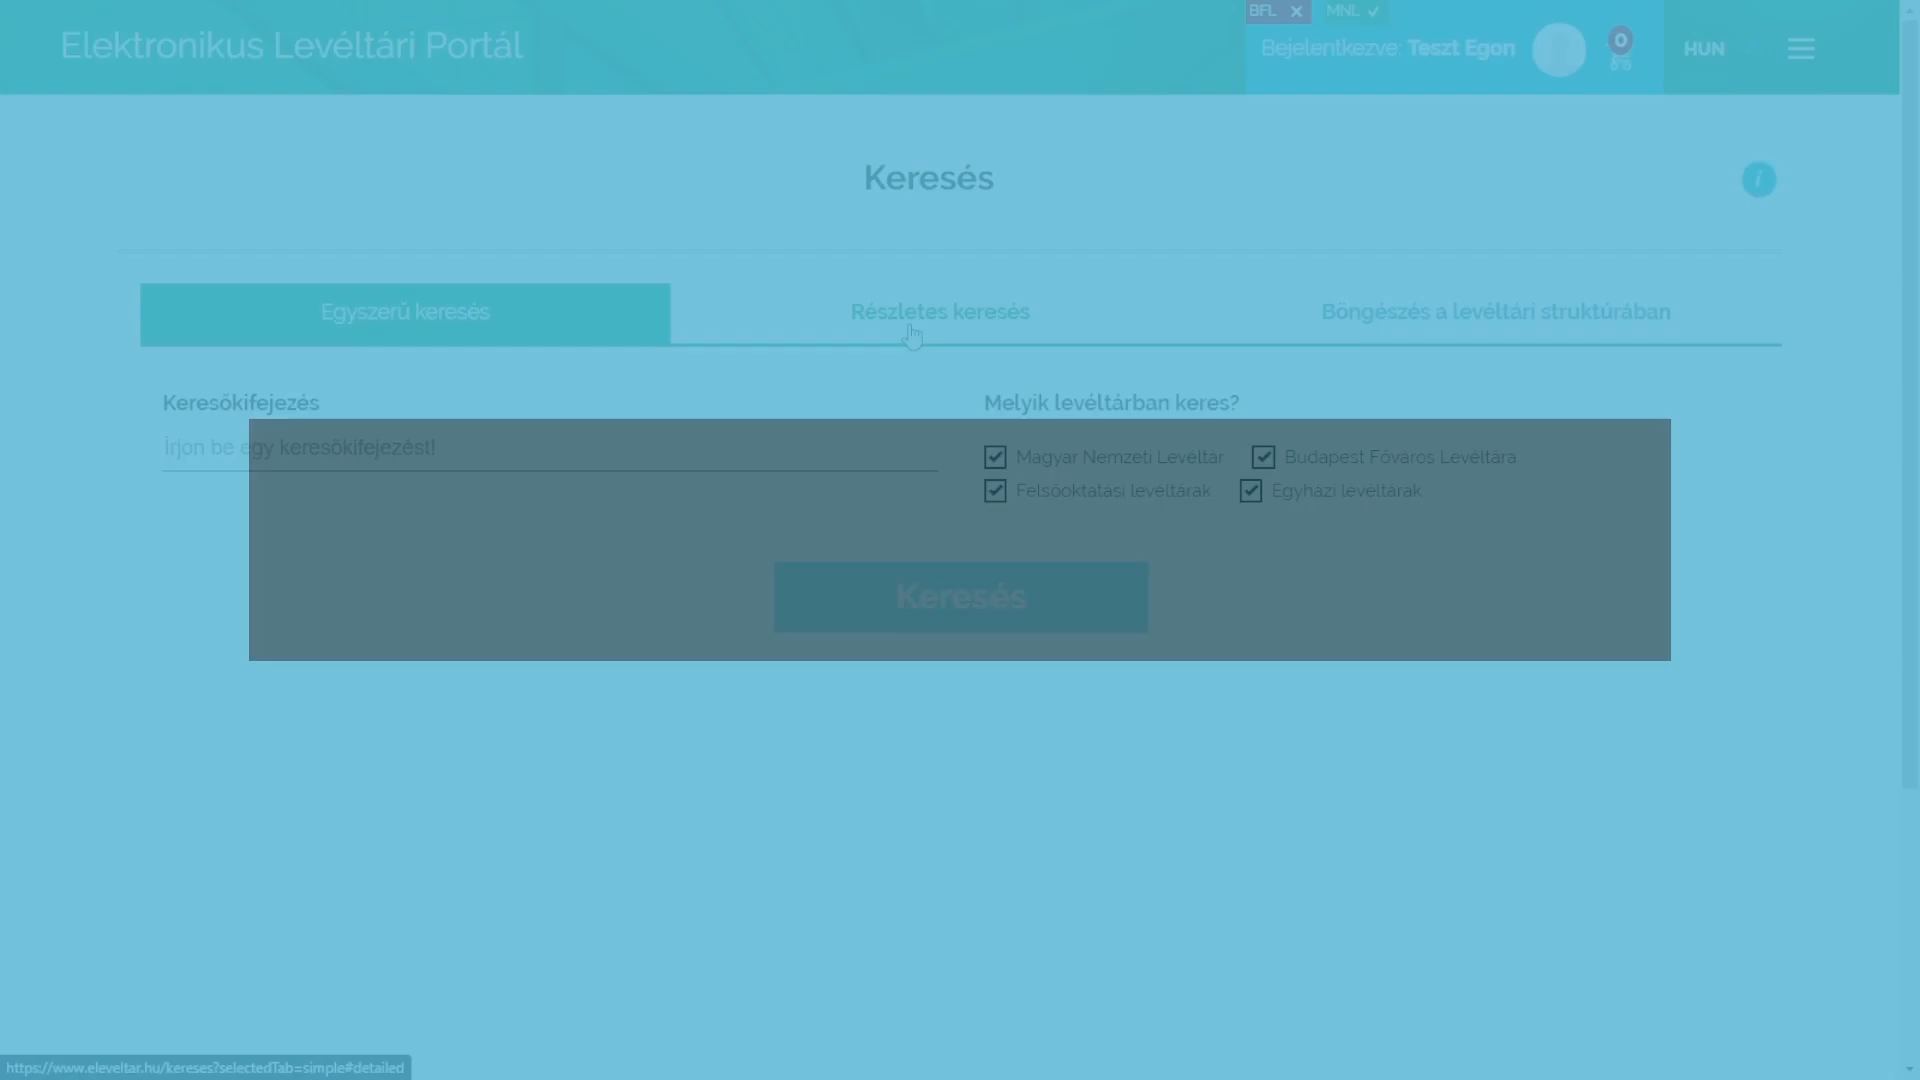 BFL MNL
Elektronikus Levéltári Portál
Bejelentkezve: Teszt Egon
0
HUN
Keresés
i
Egyszerű keresés
Részletes keresés
Böngészés a levéltári struktúrában
Keresőkifejezés
Írjon be egy keresőkifejezést!
Melyik levéltárban keres?
Magyar Nemzeti Levéltár
Budapest Főváros Levéltára
Felsőoktatási levéltárak
Egyházi levéltárak
Keresés
https://www.eleveltar.hu/kereses?selectedTab=simple#detailed